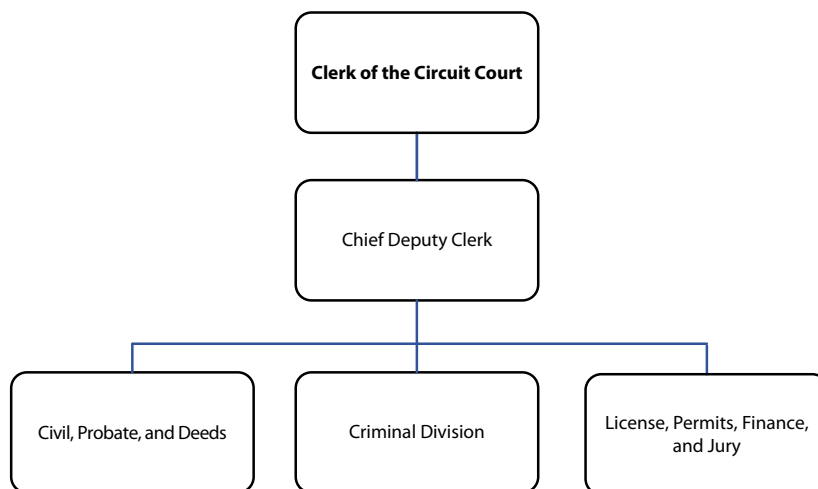 Clerk of the Circuit Court
Chief Deputy Clerk
Civil, Probate, and Deeds
Criminal Division
License, Permits, Finance,
and Jury